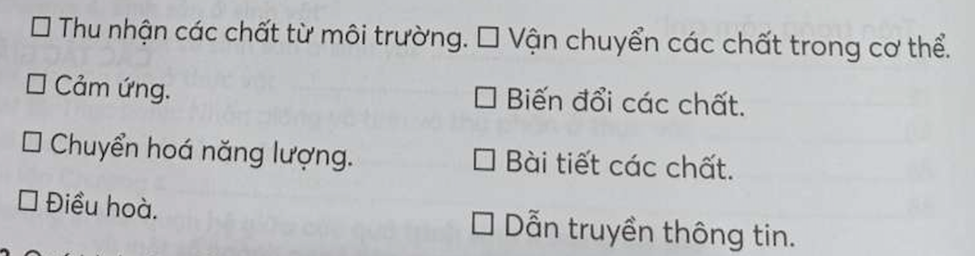 ☐ Thu nhận các chất từ môi trường. ☐ Vận chuyển các chất trong cơ thể.
☐ Cảm ứng. ☐ Biến đổi các chất.
☐ Chuyển hoá năng lượng. ☐ Bài tiết các chất.
☐ Điều hoà. ☐ Dẫn truyền thông tin.